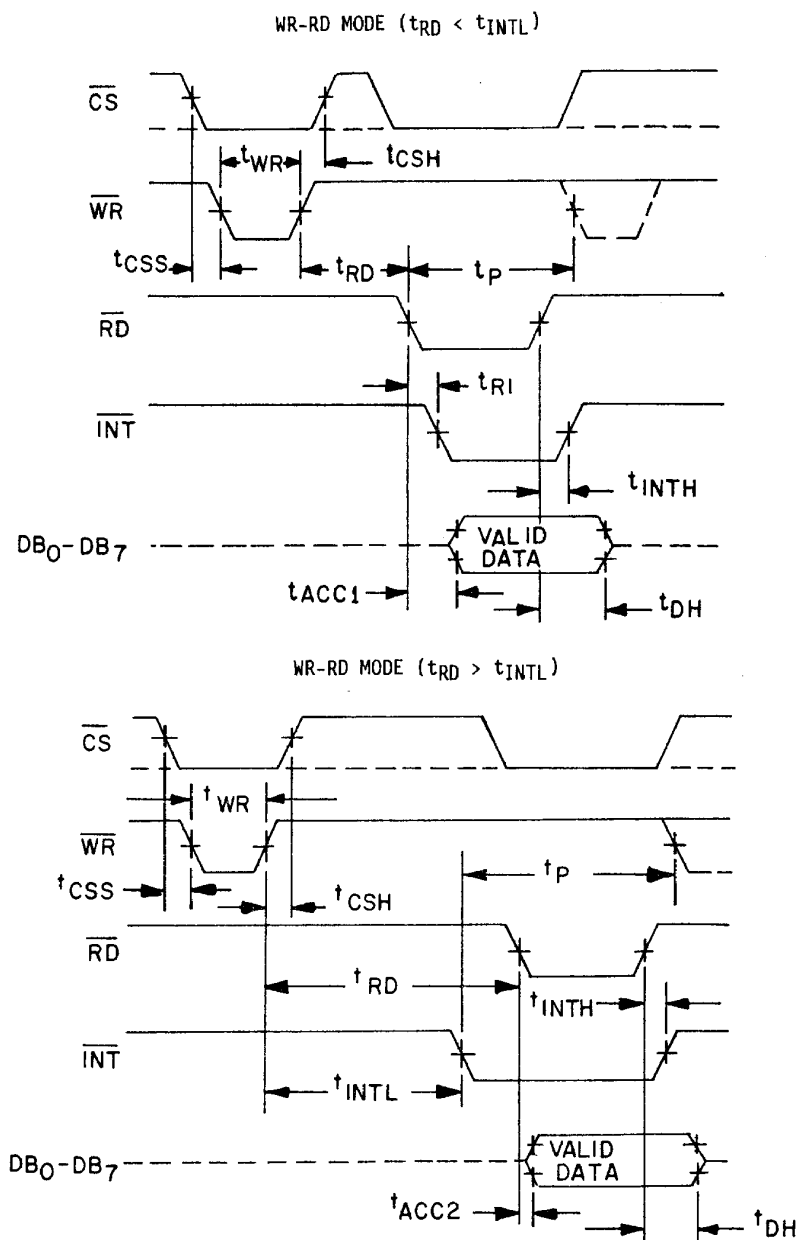 WR-RD MODE (tRD < tINTL)
CS
tWR
tCSH
WR
tCSS
tRD
tP
RD
tRI
INT
tINTH
DB0-DB7
VALID
DATA
tACC1
tDH
WR-RD MODE (tRD > tINTL)
CS
tWR
WR
tP
tCSS
tCSH
RD
tRD
tINTH
INT
tINTL
DB0-DB7
VALID
DATA
tACC2
tDH